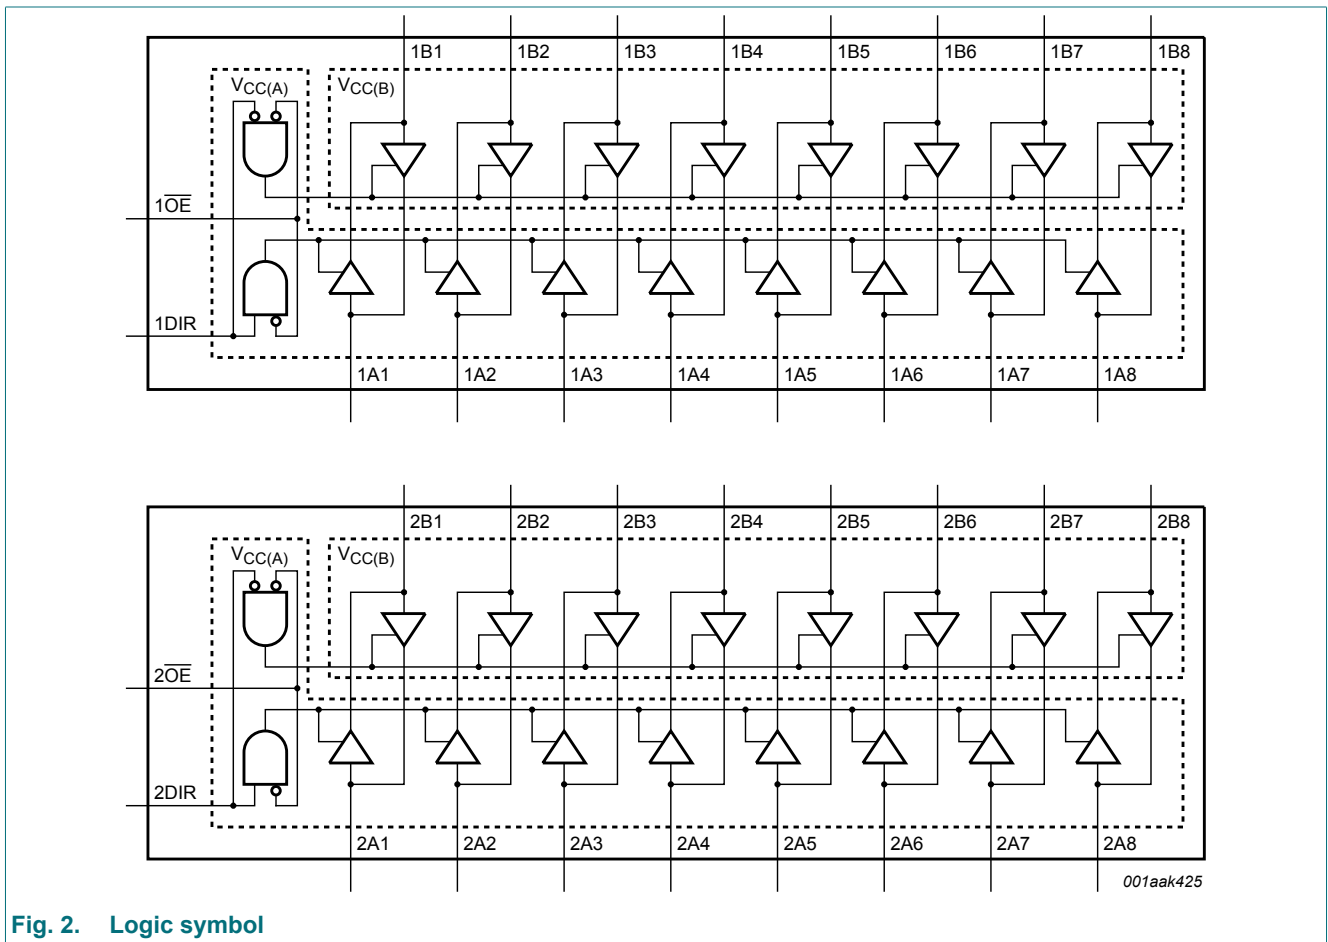 1B1 1B2 1B3 1B4 1B5 1B6 1B7 1B8
VCC(A) VCC(B)
1O̅E̅
1DIR
1A1 1A2 1A3 1A4 1A5 1A6 1A7 1A8
2B1 2B2 2B3 2B4 2B5 2B6 2B7 2B8
VCC(A) VCC(B)
2O̅E̅
2DIR
2A1 2A2 2A3 2A4 2A5 2A6 2A7 2A8
001aak425
Fig. 2. Logic symbol